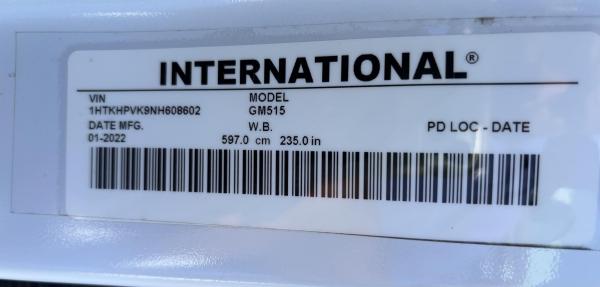 INTERNATIONAL®
VIN MODEL
1HTKHPVK9NH608602 GM515
DATE MFG. W.B. PD LOC - DATE
01-2022 597.0 cm 235.0 in